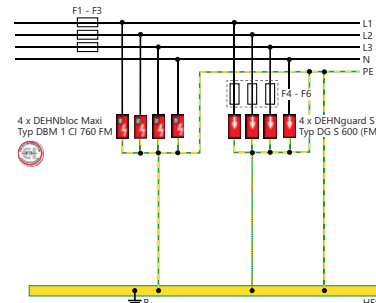 F1 - F3
L1
L2
L3
N
PE
F4 - F6
4 x DEHNbloc Maxi
Typ DBM 1 CI 760 FM
4 x DEHNguard S
Typ DG S 600 (FM